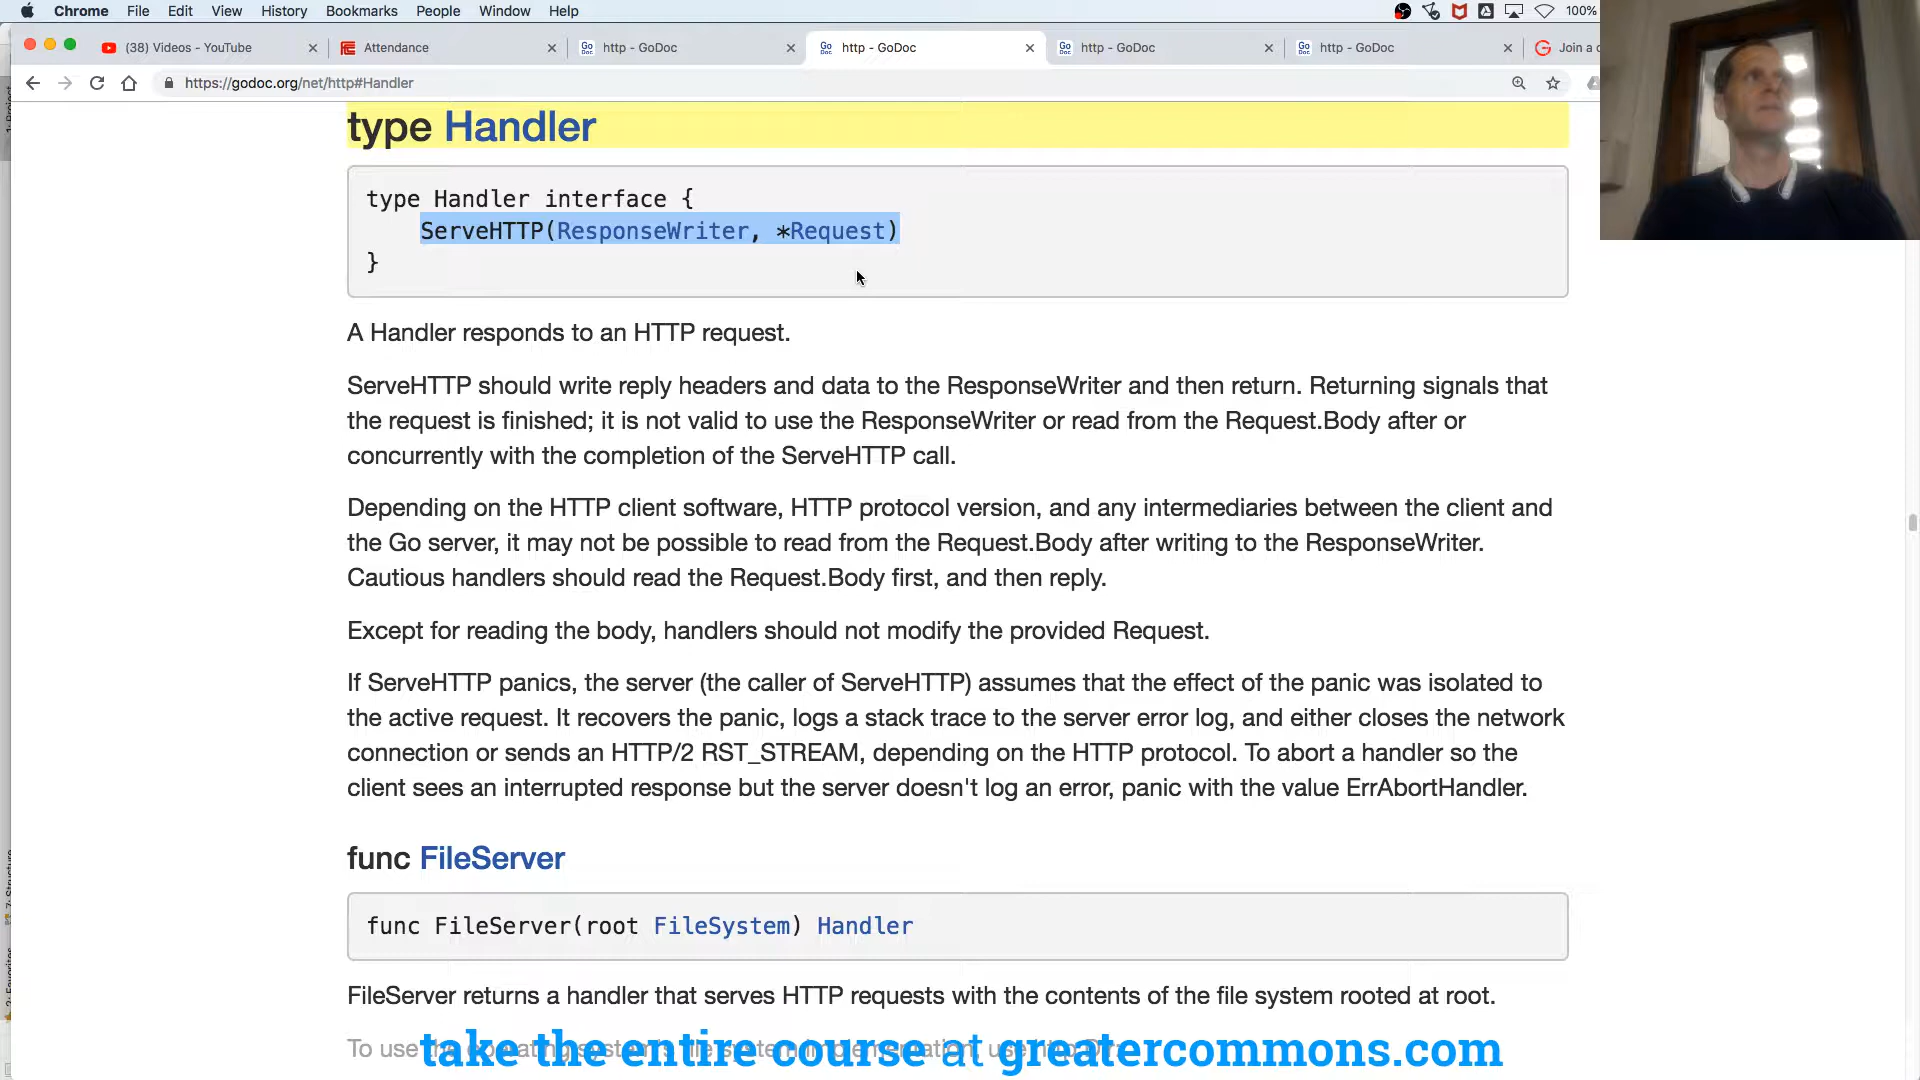 Chrome File Edit View History Bookmarks People Window Help 100%
(38) Videos - YouTube Attendance http - GoDoc http - GoDoc http - GoDoc http - GoDoc Join a c
https://godoc.org/net/http#Handler
type Handler
type Handler interface {
ServeHTTP(ResponseWriter, *Request)
}
A Handler responds to an HTTP request.
ServeHTTP should write reply headers and data to the ResponseWriter and then return. Returning signals that
the request is finished; it is not valid to use the ResponseWriter or read from the Request.Body after or
concurrently with the completion of the ServeHTTP call.
Depending on the HTTP client software, HTTP protocol version, and any intermediaries between the client and
the Go server, it may not be possible to read from the Request.Body after writing to the ResponseWriter.
Cautious handlers should read the Request.Body first, and then reply.
Except for reading the body, handlers should not modify the provided Request.
If ServeHTTP panics, the server (the caller of ServeHTTP) assumes that the effect of the panic was isolated to
the active request. It recovers the panic, logs a stack trace to the server error log, and either closes the network
connection or sends an HTTP/2 RST_STREAM, depending on the HTTP protocol. To abort a handler so the
client sees an interrupted response but the server doesn't log an error, panic with the value ErrAbortHandler.
func FileServer
func FileServer(root FileSystem) Handler
FileServer returns a handler that serves HTTP requests with the contents of the file system rooted at root.
To use
take the entire course at greatercommons.com